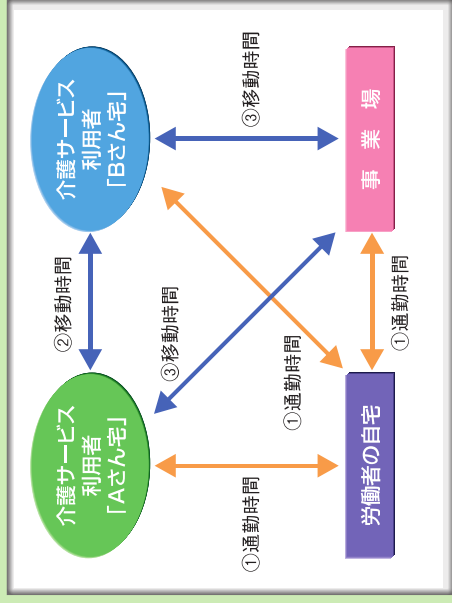 介護サービス
利用者
「Aさん宅」
②移動時間
介護サービス
利用者
「Bさん宅」
①通勤時間
③移動時間
①通勤時間
③移動時間
労働者の自宅
①通勤時間
事業場